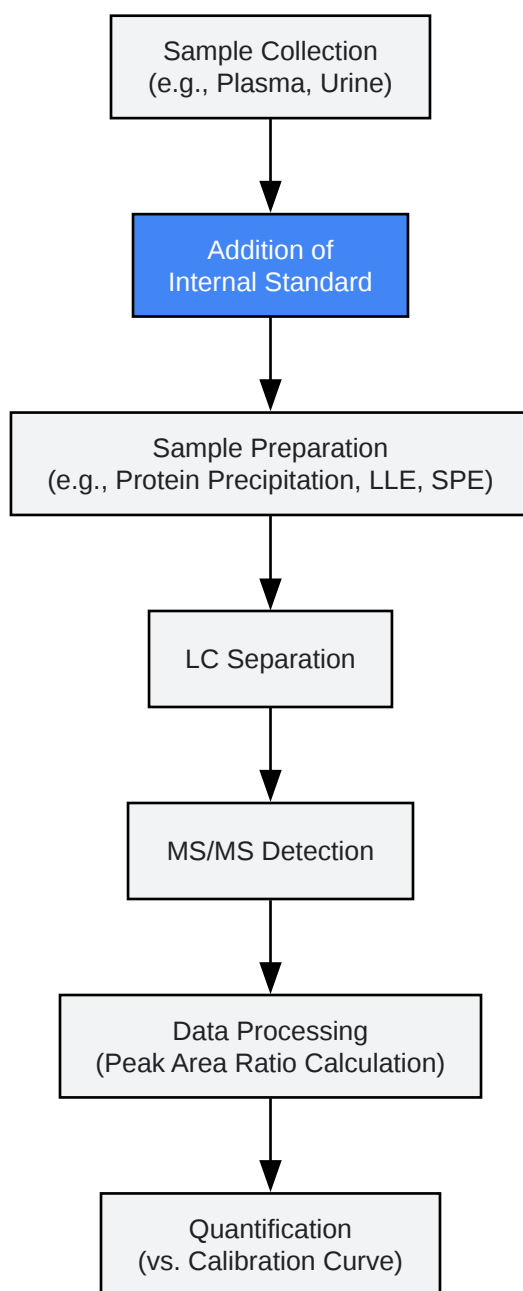 Sample Collection
(e.g., Plasma, Urine)
Addition of
Internal Standard
Sample Preparation
(e.g., Protein Precipitation, LLE, SPE)
LC Separation
MS/MS Detection
Data Processing
(Peak Area Ratio Calculation)
Quantification
(vs. Calibration Curve)